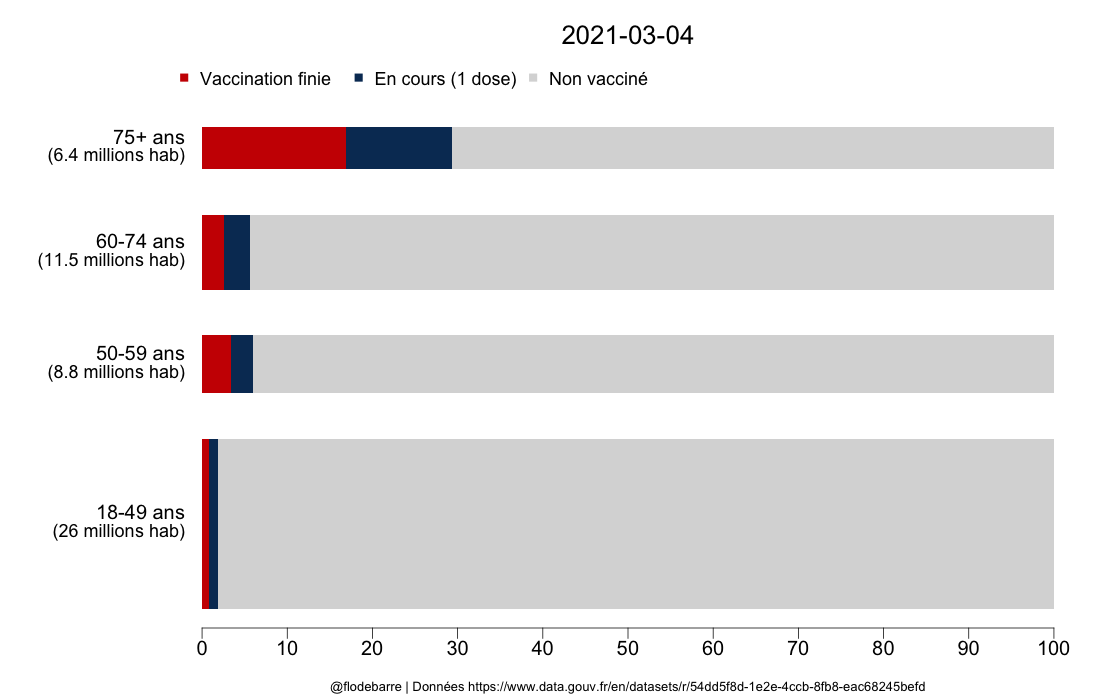 2021-03-04
Vaccination finie
En cours (1 dose)
Non vacciné
75+ ans
(6.4 millions hab)
60-74 ans
(11.5 millions hab)
50-59 ans
(8.8 millions hab)
18-49 ans
(26 millions hab)
0 10 20 30 40 50 60 70 80 90 100
@flodebarre | Données https://www.data.gouv.fr/en/datasets/r/54dd5f8d-1e2e-4ccb-8fb8-eac68245befd